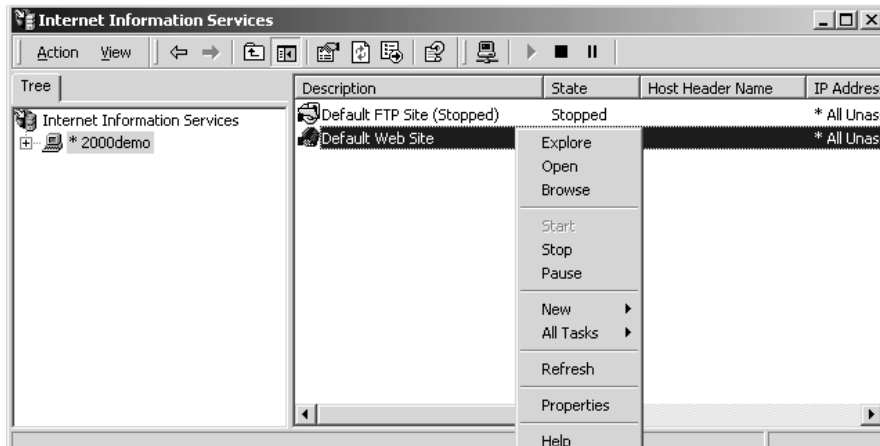 Internet Information Services
Action View
Tree
Description State Host Header Name IP Addres
Internet Information Services
* 2000demo
Default FTP Site (Stopped) Stopped * All Unas
Default Web Site * All Unas
Explore
Open
Browse
Start
Stop
Pause
New
All Tasks
Refresh
Properties
Help